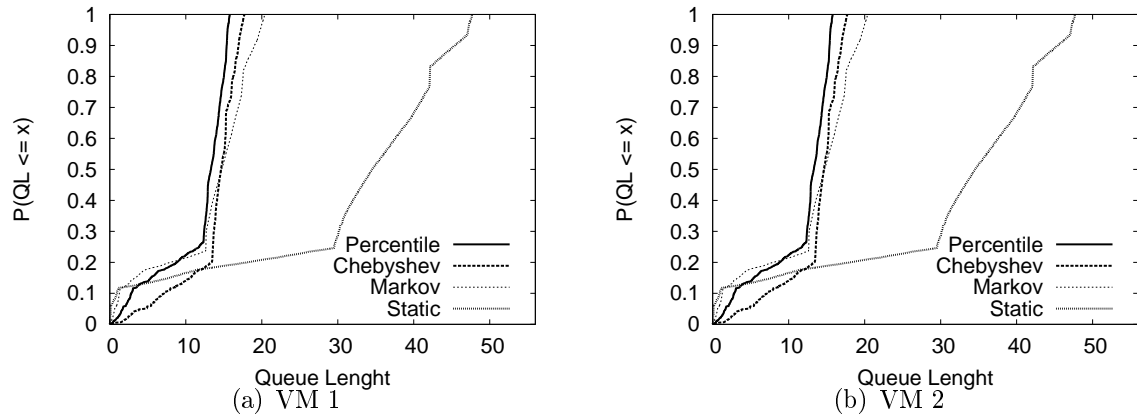 1
0.9
0.8
0.7
0.6
0.5
0.4
0.3
0.2
0.1
0
P(QL <= x)
Percentile
Chebyshev
Markov
Static
0 10 20 30 40 50
Queue Lenght
(a) VM 1
1
0.9
0.8
0.7
0.6
0.5
0.4
0.3
0.2
0.1
0
P(QL <= x)
Percentile
Chebyshev
Markov
Static
0 10 20 30 40 50
Queue Lenght
(b) VM 2